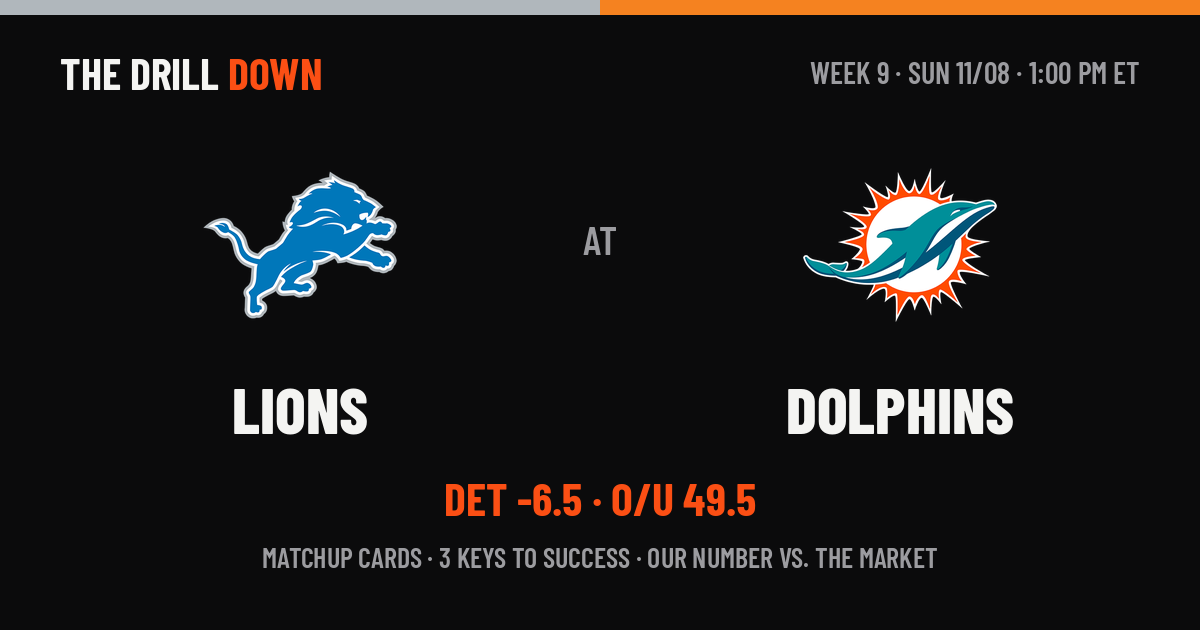 THE DRILL DOWN
WEEK 9 · SUN 11/08 · 1:00 PM ET
AT
LIONS
DOLPHINS
DET -6.5 · O/U 49.5
MATCHUP CARDS · 3 KEYS TO SUCCESS · OUR NUMBER VS. THE MARKET